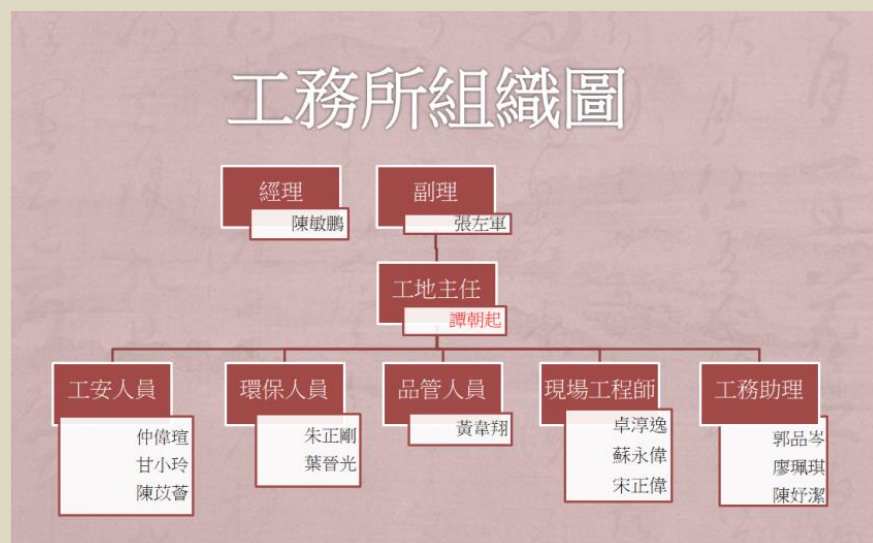 工務所組織圖
經理
陳敏鵬
副理
張左軍
工地主任
譚朝起
工安人員
仲偉瑄
甘小玲
陳苡薈
環保人員
朱正剛
葉晉光
品管人員
黃韋翔
現場工程師
卓淳逸
蘇永偉
宋正偉
工務助理
郭品岑
廖珮琪
陳妤潔